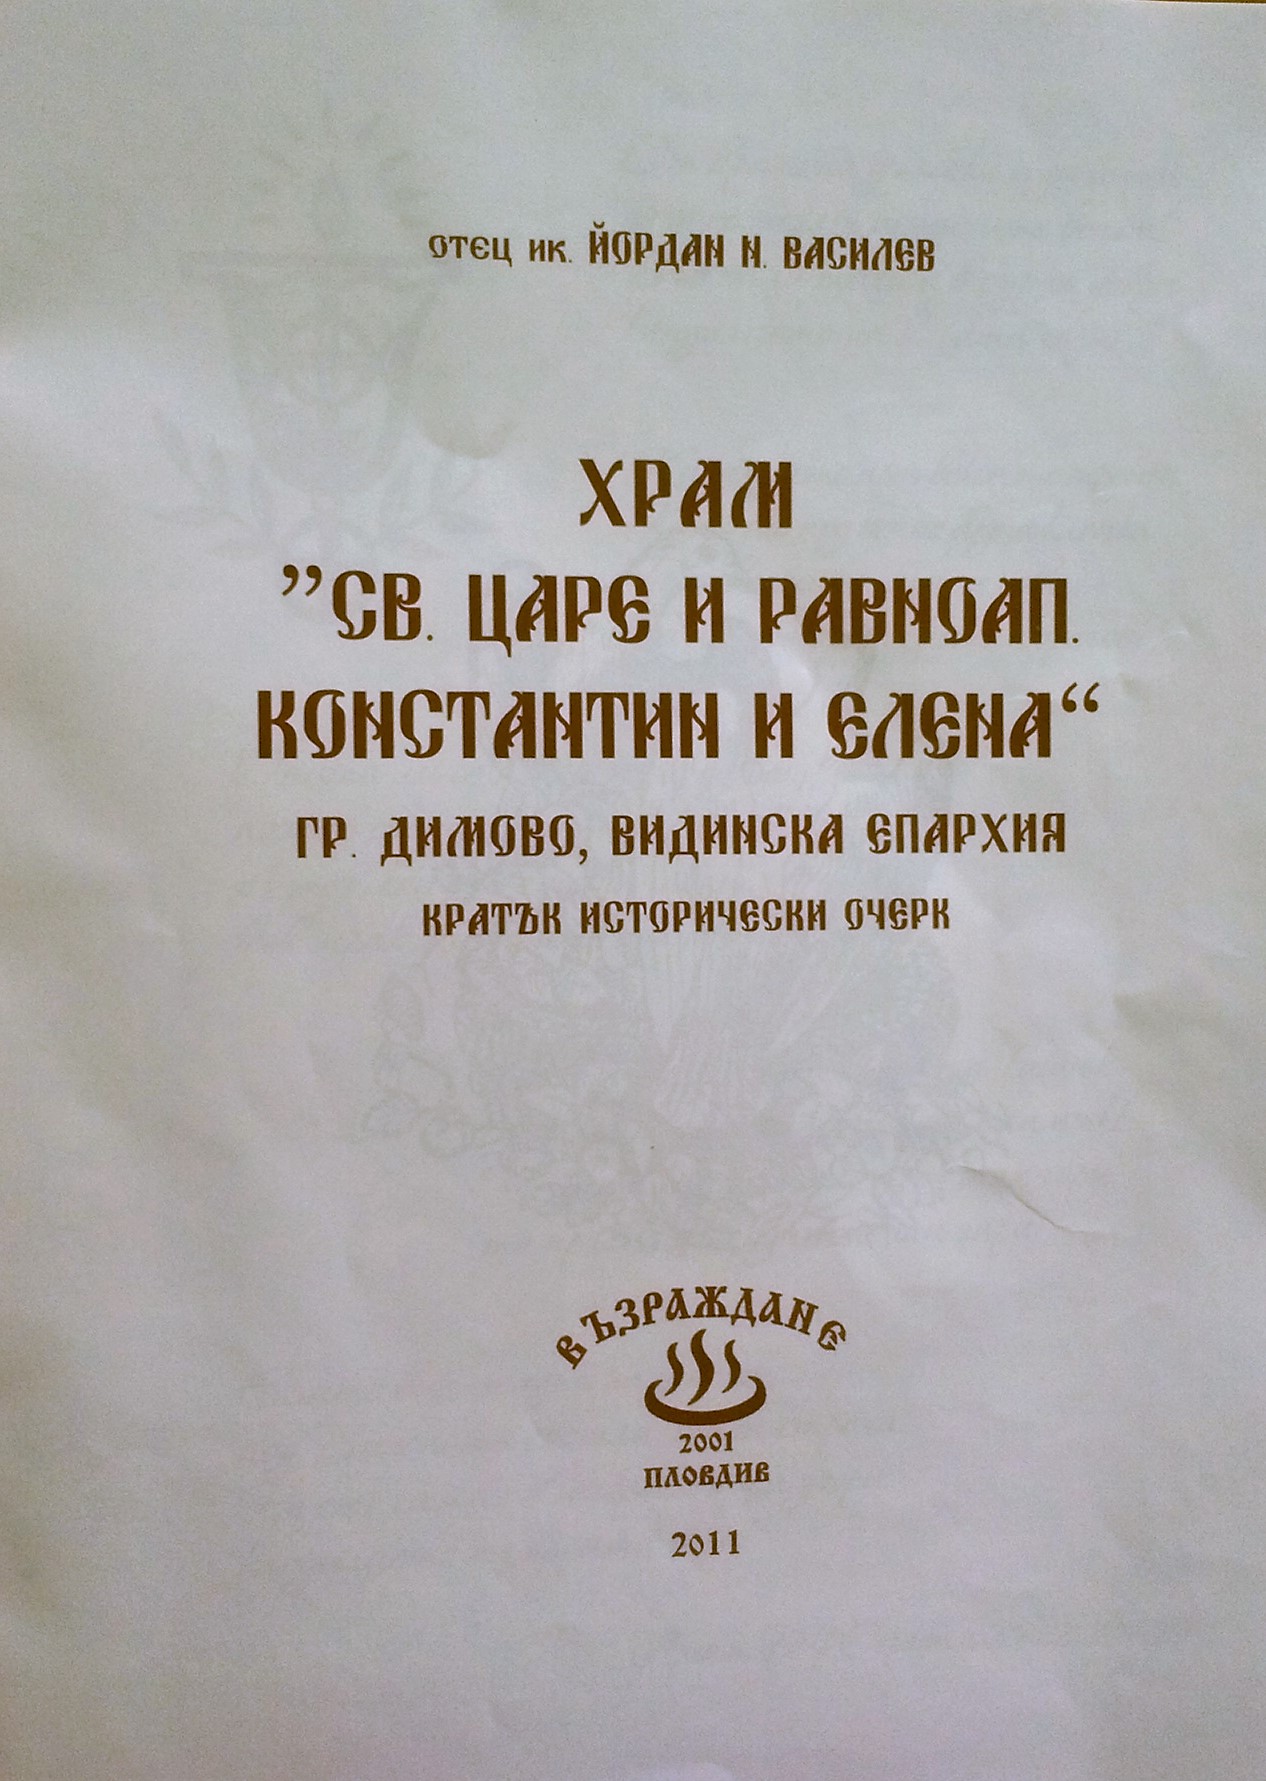 ОТЕЦ ИК. ЙОРДАН Н. ВАСИЛЕВ
ХРАМ
”СВ. ЦАРЕ И РАВНОАП.
КОНСТАНТИН И ЕЛЕНА“
ГР. ДИМОВО, ВИДИНСКА ЕПАРХИЯ
КРАТЪК ИСТОРИЧЕСКИ ОЧЕРК
ВЪЗРАЖДАНЕ
2001
ПЛОВДИВ
2011